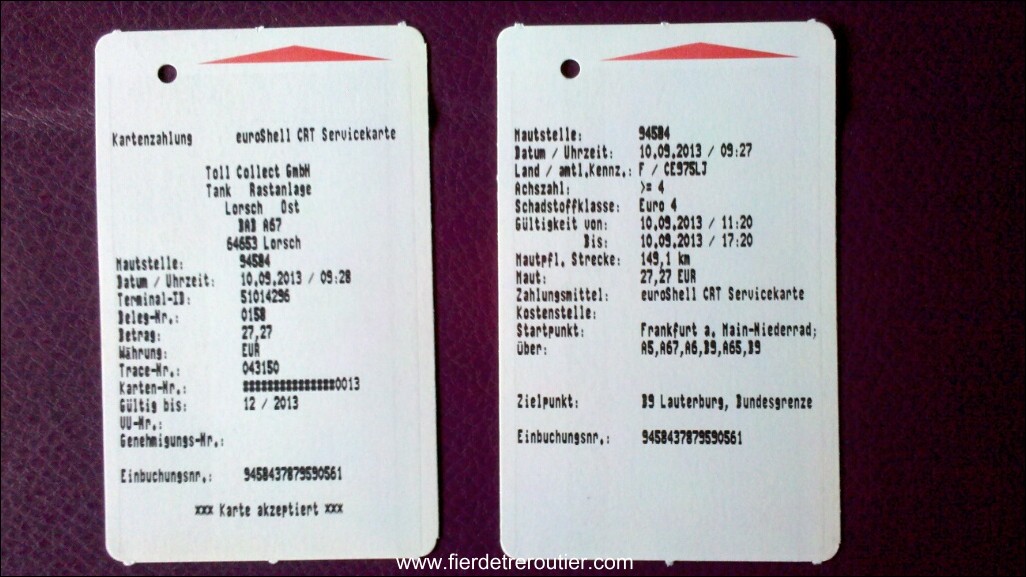 Kartenzahlung euroShell CRT Servicekarte
Toll Collect GmbH
Tank Rastanlage
Lorsch Ost
BAB A67
64653 Lorsch
Mautstelle: 94584
Datum / Uhrzeit: 10.09.2013 / 09:28
Terminal-ID: 51014296
Beleg-Nr.: 0158
Betrag: 27,27
Währung: EUR
Trace-Nr.: 043150
Karten-Nr.: ###############0013
Gültig bis: 12 / 2013
VU-Nr.:
Genehmigungs-Nr.:
Einbuchungsnr.: 9458437879590561
*** Karte akzeptiert ***
Mautstelle: 94584
Datum / Uhrzeit: 10.09.2013 / 09:27
Land / amtl.Kennz.: F / CE975LJ
Achszahl: >= 4
Schadstoffklasse: Euro 4
Gültigkeit von: 10.09.2013 / 11:20
Bis: 10.09.2013 / 17:20
Mautpfl. Strecke: 149,1 km
Maut: 27,27 EUR
Zahlungsmittel: euroShell CRT Servicekarte
Kostenstelle:
Startpunkt: Frankfurt a. Main-Niederrad;
über: A5,A67,A6,B9,A65,B9
Zielpunkt: B9 Lauterburg, Bundesgrenze
Einbuchungsnr.: 9458437879590561
www.fierdetreroutier.com